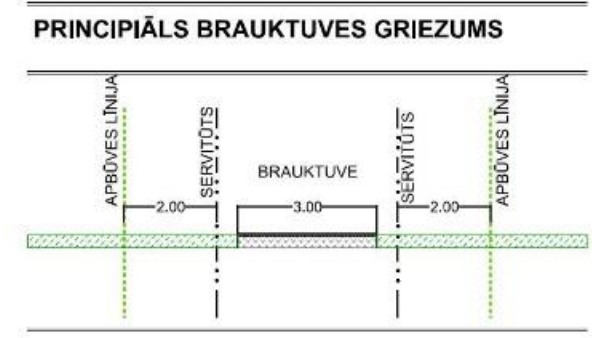 PRINCIPIĀLS BRAUKTUVES GRIEZUMS
APBŪVES LĪNIJA
SERVITŪTS
BRAUKTUVE
SERVITŪTS
APBŪVES LĪNIJA
2.00
3.00
2.00